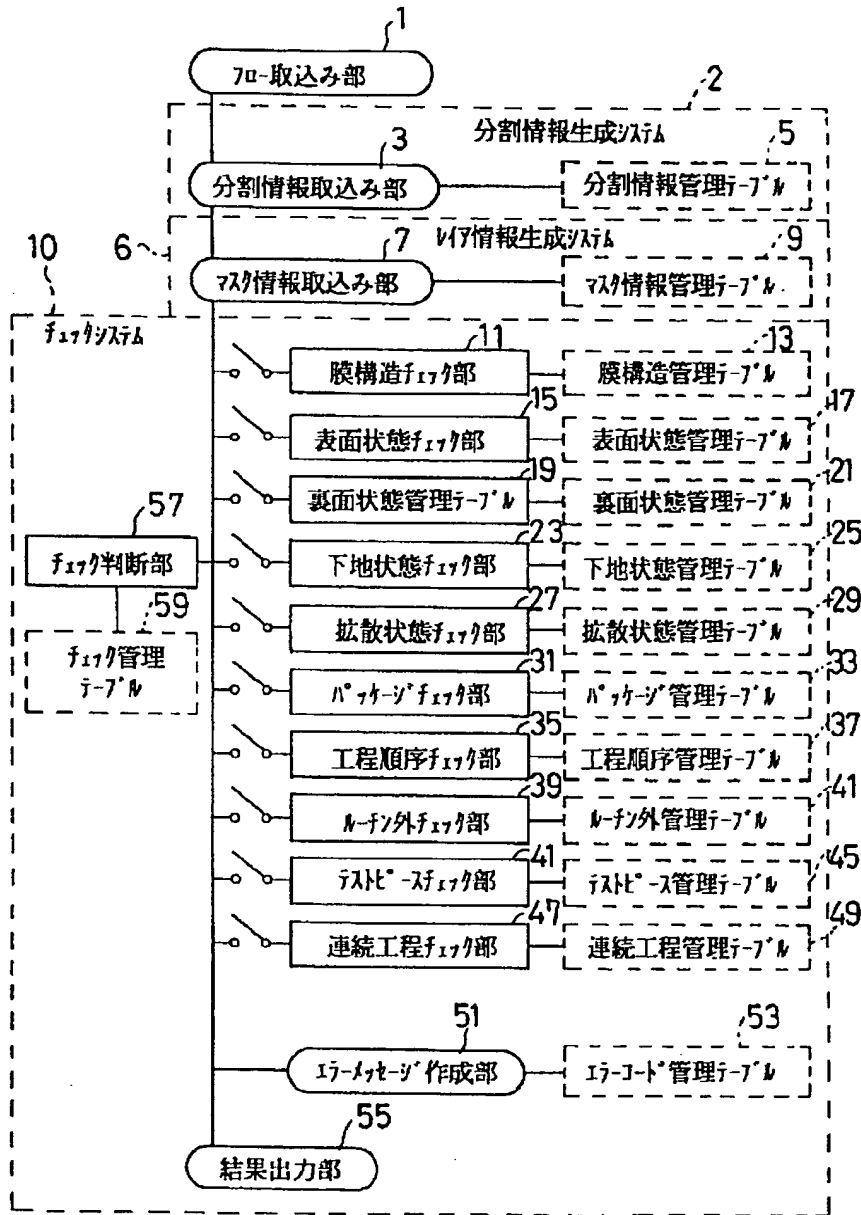 1
フロー取込み部
2
分割情報生成システム
3
5
分割情報取込み部
分割情報管理テーブル
6
レイア情報生成システム
7
9
マスク情報取込み部
マスク情報管理テーブル
10
チェックシステム
11
13
膜構造チェック部
膜構造管理テーブル
15
17
表面状態チェック部
表面状態管理テーブル
19
21
裏面状態管理テーブル
裏面状態管理テーブル
57
チェック判断部
23
25
下地状態チェック部
下地状態管理テーブル
59
チェック管理
テーブル
27
29
拡散状態チェック部
拡散状態管理テーブル
31
33
パッケージチェック部
パッケージ管理テーブル
35
37
工程順序チェック部
工程順序管理テーブル
39
41
ルーチン外チェック部
ルーチン外管理テーブル
41
45
テストピースチェック部
テストピース管理テーブル
47
49
連続工程チェック部
連続工程管理テーブル
51
53
エラーメッセージ作成部
エラーコード管理テーブル
55
結果出力部